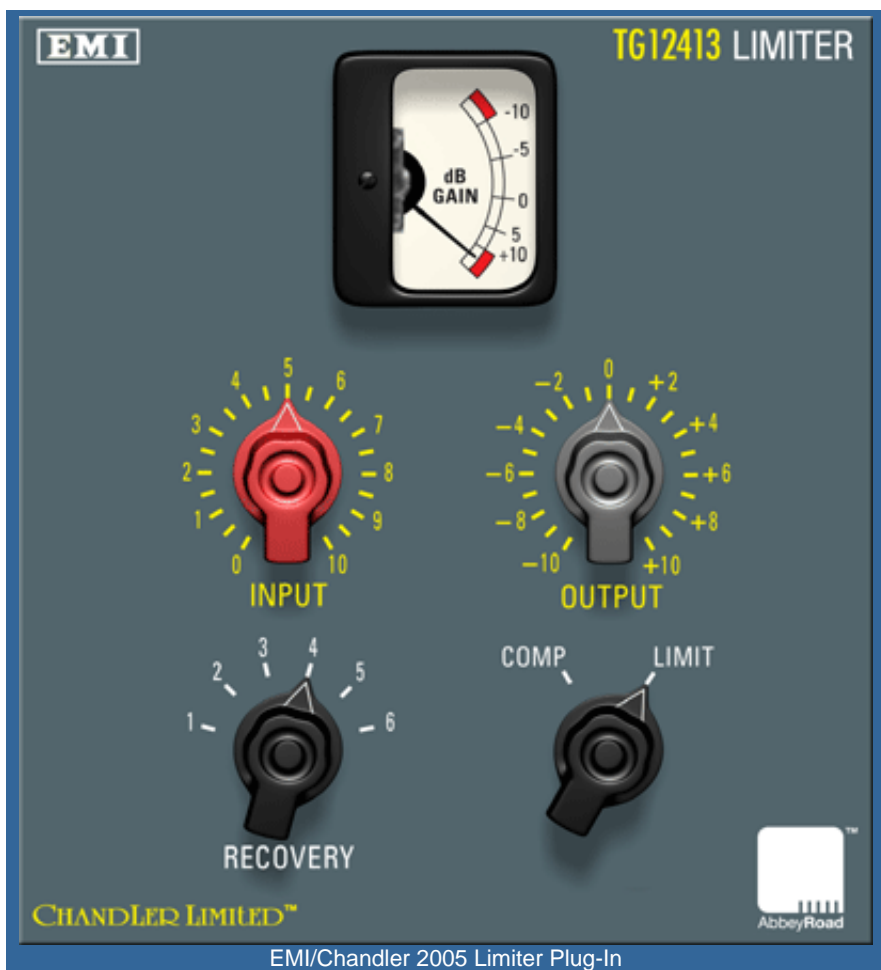 EMI
TG12413 LIMITER
-10
-5
dB
GAIN
0
5
+10
0
1
2
3
4
5
6
7
8
9
10
INPUT
-10
-8
-6
-4
-2
0
+2
+4
+6
+8
+10
OUTPUT
1
2
3
4
5
6
RECOVERY
COMP
LIMIT
CHANDLER LIMITED™
™
AbbeyRoad
EMI/Chandler 2005 Limiter Plug-In